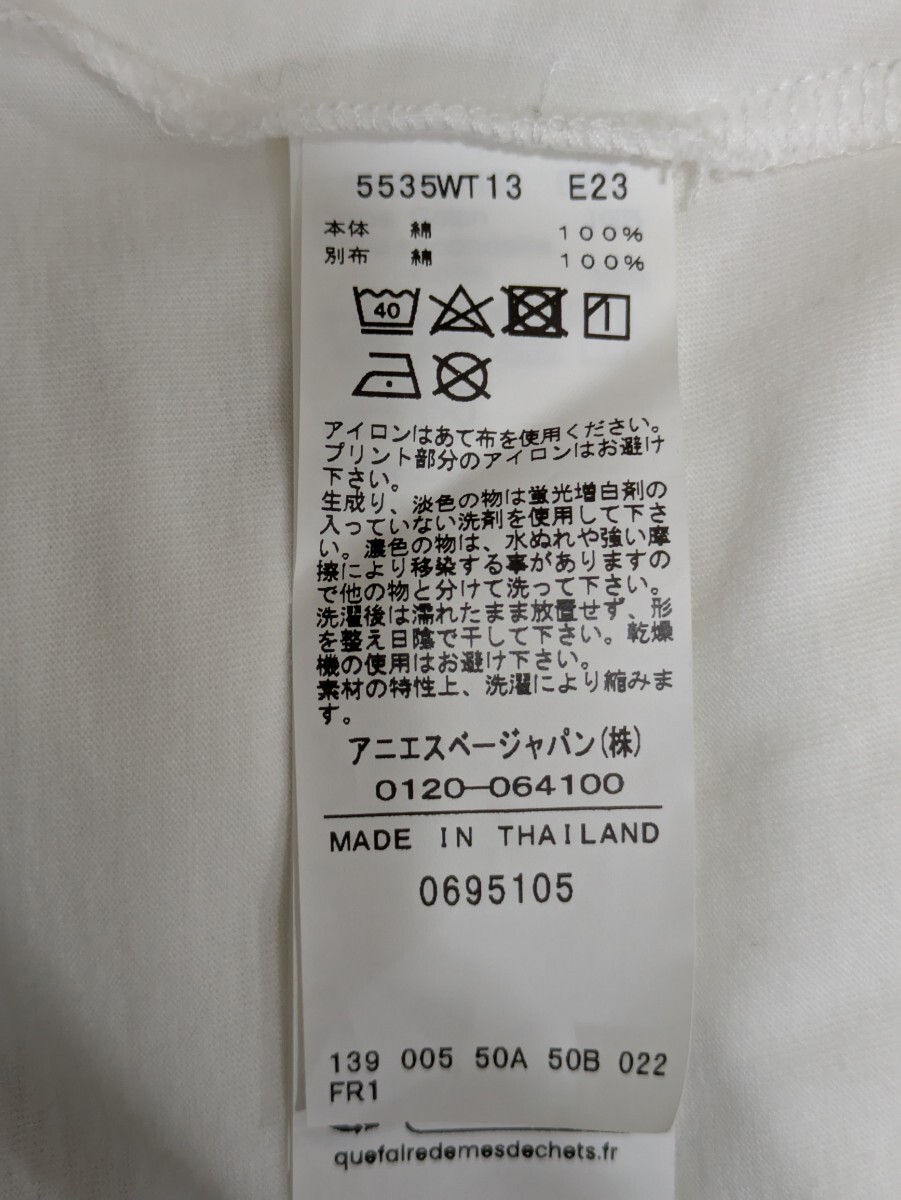 5535WT13 E23
本体 綿 100%
別布 綿 100%
40
アイロンはあて布を使用ください。
プリント部分のアイロンはお避け
下さい。
生成り、淡色の物は蛍光増白剤の
入っていない洗剤を使用して下さ
い。濃色の物は、水ぬれや強い摩
擦により移染する事がありますの
で他の物と分けて洗って下さい。
洗濯後は濡れたまま放置せず、形
を整え日陰で干して下さい。乾燥
機の使用はお避け下さい。
素材の特性上、洗濯により縮みま
す。
アニエスベージャパン(株)
0120-064100
MADE IN THAILAND
0695105
139 005 50A 50B 022
FR1
quefairedemesdechets.fr